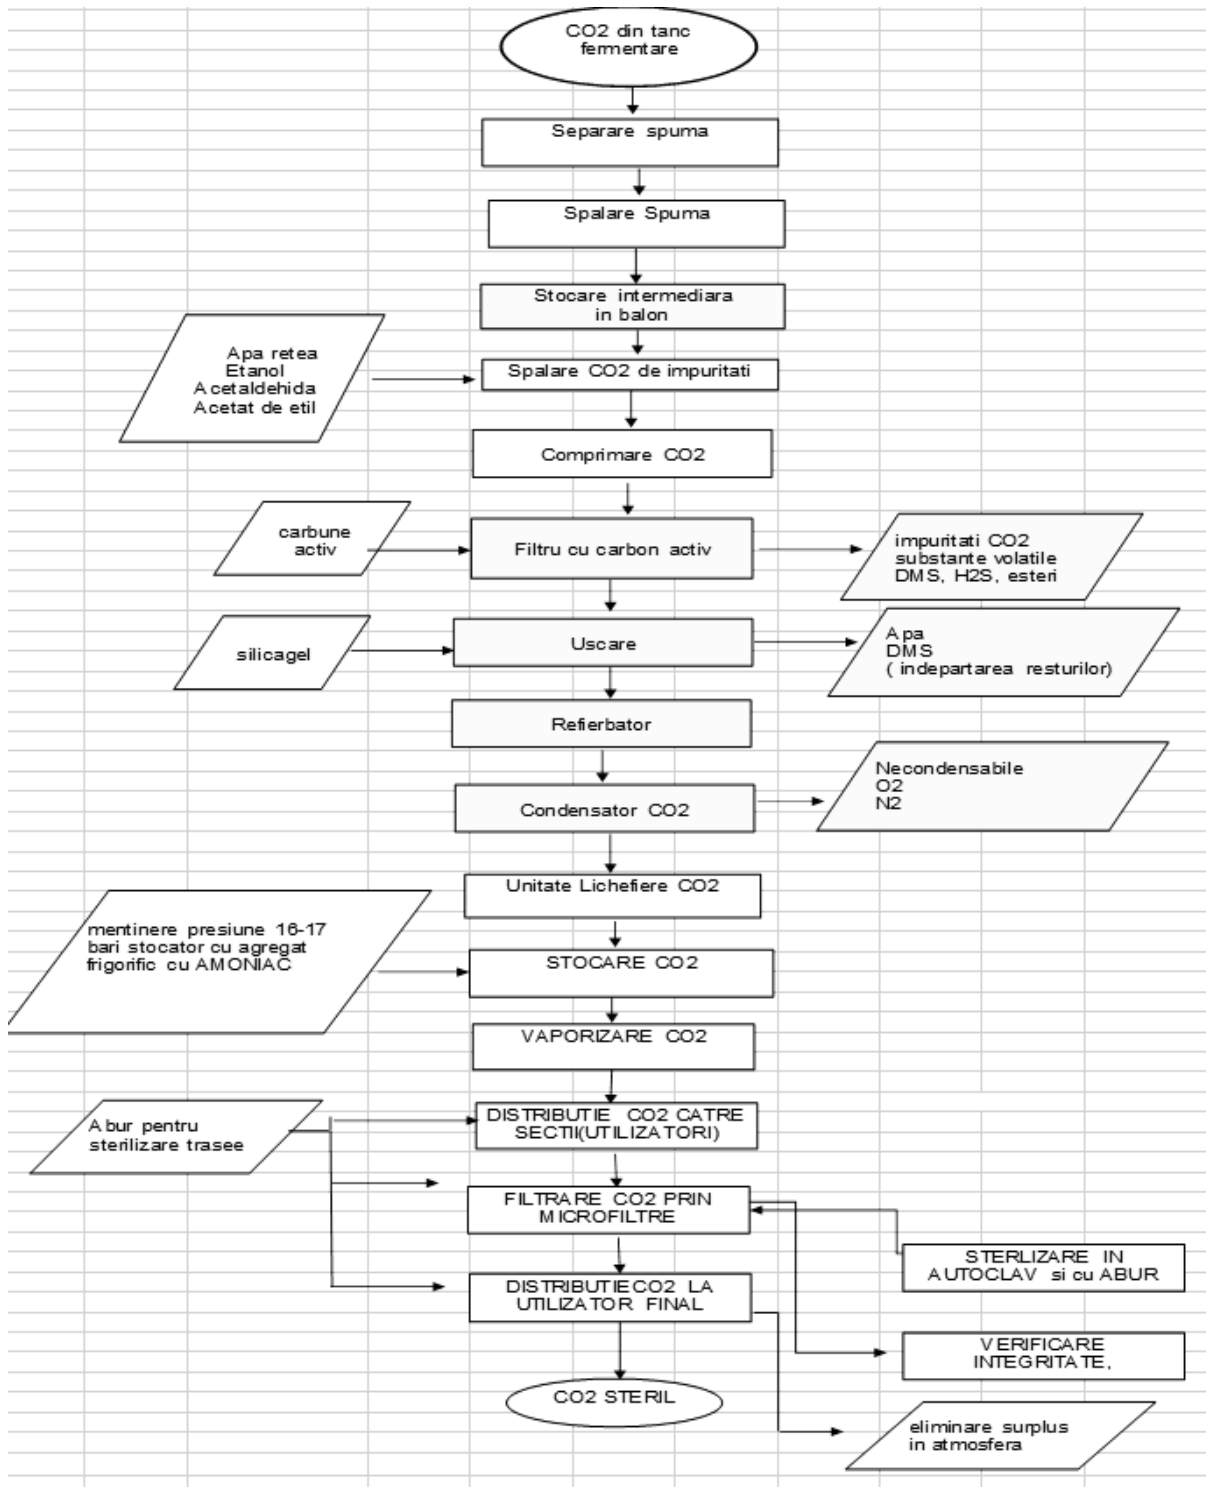 CO2 din tanc
fermentare
Separare spuma
Spalare Spuma
Stocare intermediara
in balon
Apa retea
Etanol
Acetaldehida
Acetat de etil
Spalare CO2 de impuritati
Comprimare CO2
carbune
activ
Filtru cu carbon activ
impuritati CO2
substante volatile
DMS, H2S, esteri
silicagel
Uscare
Apa
DMS
( indepartarea resturilor)
Refierbator
Condensator CO2
Necondensabile
O2
N2
Unitate Lichefiere CO2
mentinere presiune 16-17
bari stocator cu agregat
frigorific cu AMONIAC
STOCARE CO2
VAPORIZARE CO2
Abur pentru
sterilizare trasee
DISTRIBUTIE CO2 CATRE
SECTII(UTILIZATORI)
FILTRARE CO2 PRIN
MICROFILTRE
STERLIZARE IN
AUTOCLAV si cu ABUR
DISTRIBUTIE CO2 LA
UTILIZATOR FINAL
VERIFICARE
INTEGRITATE,
CO2 STERIL
eliminare surplus
in atmosfera